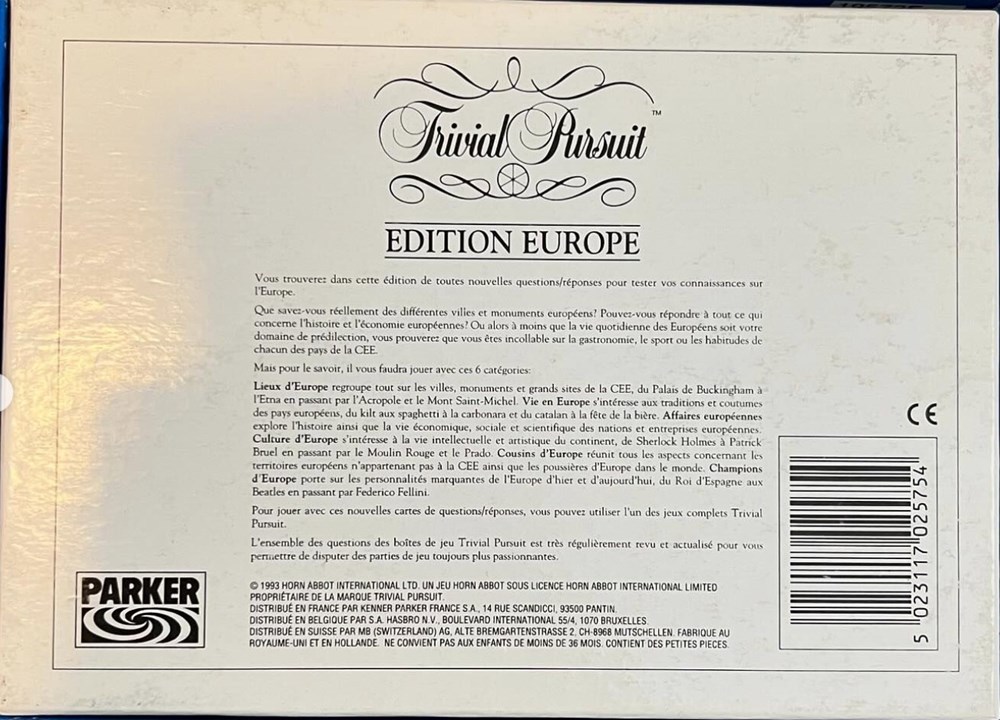 Trivial Pursuit™
EDITION EUROPE
Vous trouverez dans cette édition de toutes nouvelles questions/réponses pour tester vos connaissances sur
l'Europe.
Que savez-vous réellement des différentes villes et monuments européens? Pouvez-vous répondre à tout ce qui
concerne l'histoire et l'économie européennes? Ou alors à moins que la vie quotidienne des Européens soit votre
domaine de prédilection, vous prouverez que vous êtes incollable sur la gastronomie, le sport ou les habitudes de
chacun des pays de la CEE.
Mais pour le savoir, il vous faudra jouer avec ces 6 catégories:
Lieux d'Europe regroupe tout sur les villes, monuments et grands sites de la CEE, du Palais de Buckingham à
l'Etna en passant par l'Acropole et le Mont Saint-Michel. Vie en Europe s'intéresse aux traditions et coutumes
des pays européens, du kilt aux spaghetti à la carbonara et du catalan à la fête de la bière. Affaires européennes
explore l'histoire ainsi que la vie économique, sociale et scientifique des nations et entreprises européennes.
Culture d'Europe s'intéresse à la vie intellectuelle et artistique du continent, de Sherlock Holmes à Patrick
Bruel en passant par le Moulin Rouge et le Prado. Cousins d'Europe réunit tous les aspects concernant les
territoires européens n'appartenant pas à la CEE ainsi que les poussières d'Europe dans le monde. Champions
d'Europe porte sur les personnalités marquantes de l'Europe d'hier et d'aujourd'hui, du Roi d'Espagne aux
Beatles en passant par Federico Fellini.
Pour jouer avec ces nouvelles cartes de questions/réponses, vous pouvez utiliser l'un des jeux complets Trivial
Pursuit.
L'ensemble des questions des boîtes de jeu Trivial Pursuit est très régulièrement revu et actualisé pour vous
permettre de disputer des parties de jeu toujours plus passionnantes.
© 1993 HORN ABBOT INTERNATIONAL LTD. UN JEU HORN ABBOT SOUS LICENCE HORN ABBOT INTERNATIONAL LIMITED
PROPRIÉTAIRE DE LA MARQUE TRIVIAL PURSUIT.
DISTRIBUÉ EN FRANCE PAR KENNER PARKER FRANCE S.A., 14 RUE SCANDICCI, 93500 PANTIN.
DISTRIBUÉ EN BELGIQUE PAR S.A. HASBRO N.V., BOULEVARD INTERNATIONAL 55/4, 1070 BRUXELLES.
DISTRIBUÉ EN SUISSE PAR MB (SWITZERLAND) AG, ALTE BREMGARTENSTRASSE 2, CH-8968 MUTSCHELLEN. FABRIQUE AU
ROYAUME-UNI ET EN HOLLANDE. NE CONVIENT PAS AUX ENFANTS DE MOINS DE 36 MOIS. CONTIENT DES PETITES PIECES.
PARKER
CE
5 023117 025754